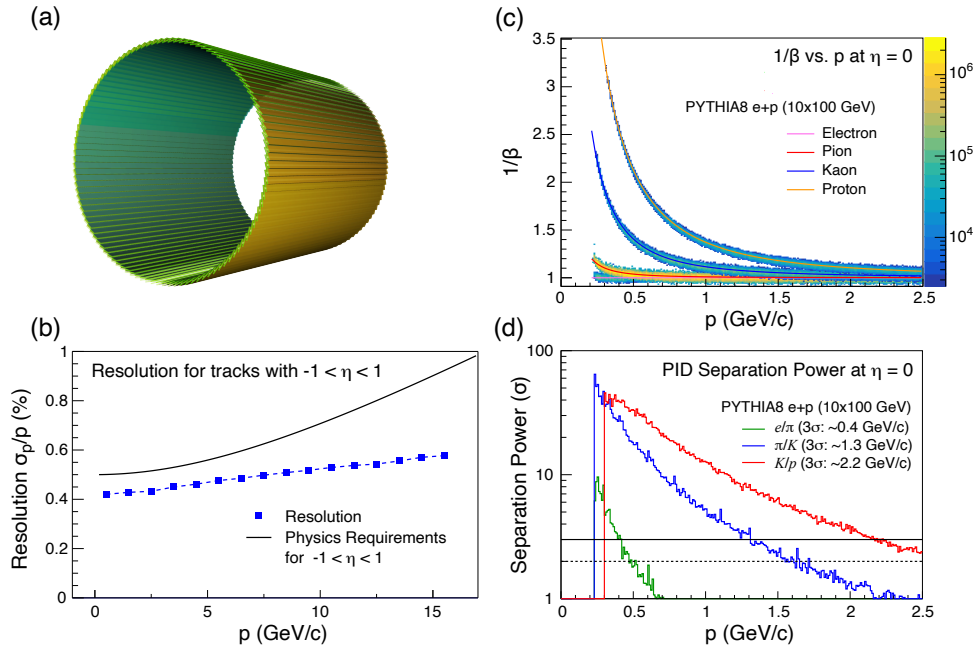 (a)
(b)
Resolution σp/p (%)
1
0.8
0.6
0.4
0.2
0
Resolution for tracks with -1 < η < 1
Resolution
Physics Requirements
for -1 < η < 1
0
5
10
15
p (GeV/c)
(c)
1/β
3.5
3
2.5
2
1.5
1
1/β vs. p at η = 0
PYTHIA8 e+p (10x100 GeV)
Electron
Pion
Kaon
Proton
10⁶
10⁵
10⁴
0
0.5
1
1.5
2
2.5
p (GeV/c)
(d)
Separation Power (σ)
100
10
1
PID Separation Power at η = 0
PYTHIA8 e+p (10x100 GeV)
e/π (3σ: ~0.4 GeV/c)
π/K (3σ: ~1.3 GeV/c)
K/p (3σ: ~2.2 GeV/c)
0
0.5
1
1.5
2
2.5
p (GeV/c)